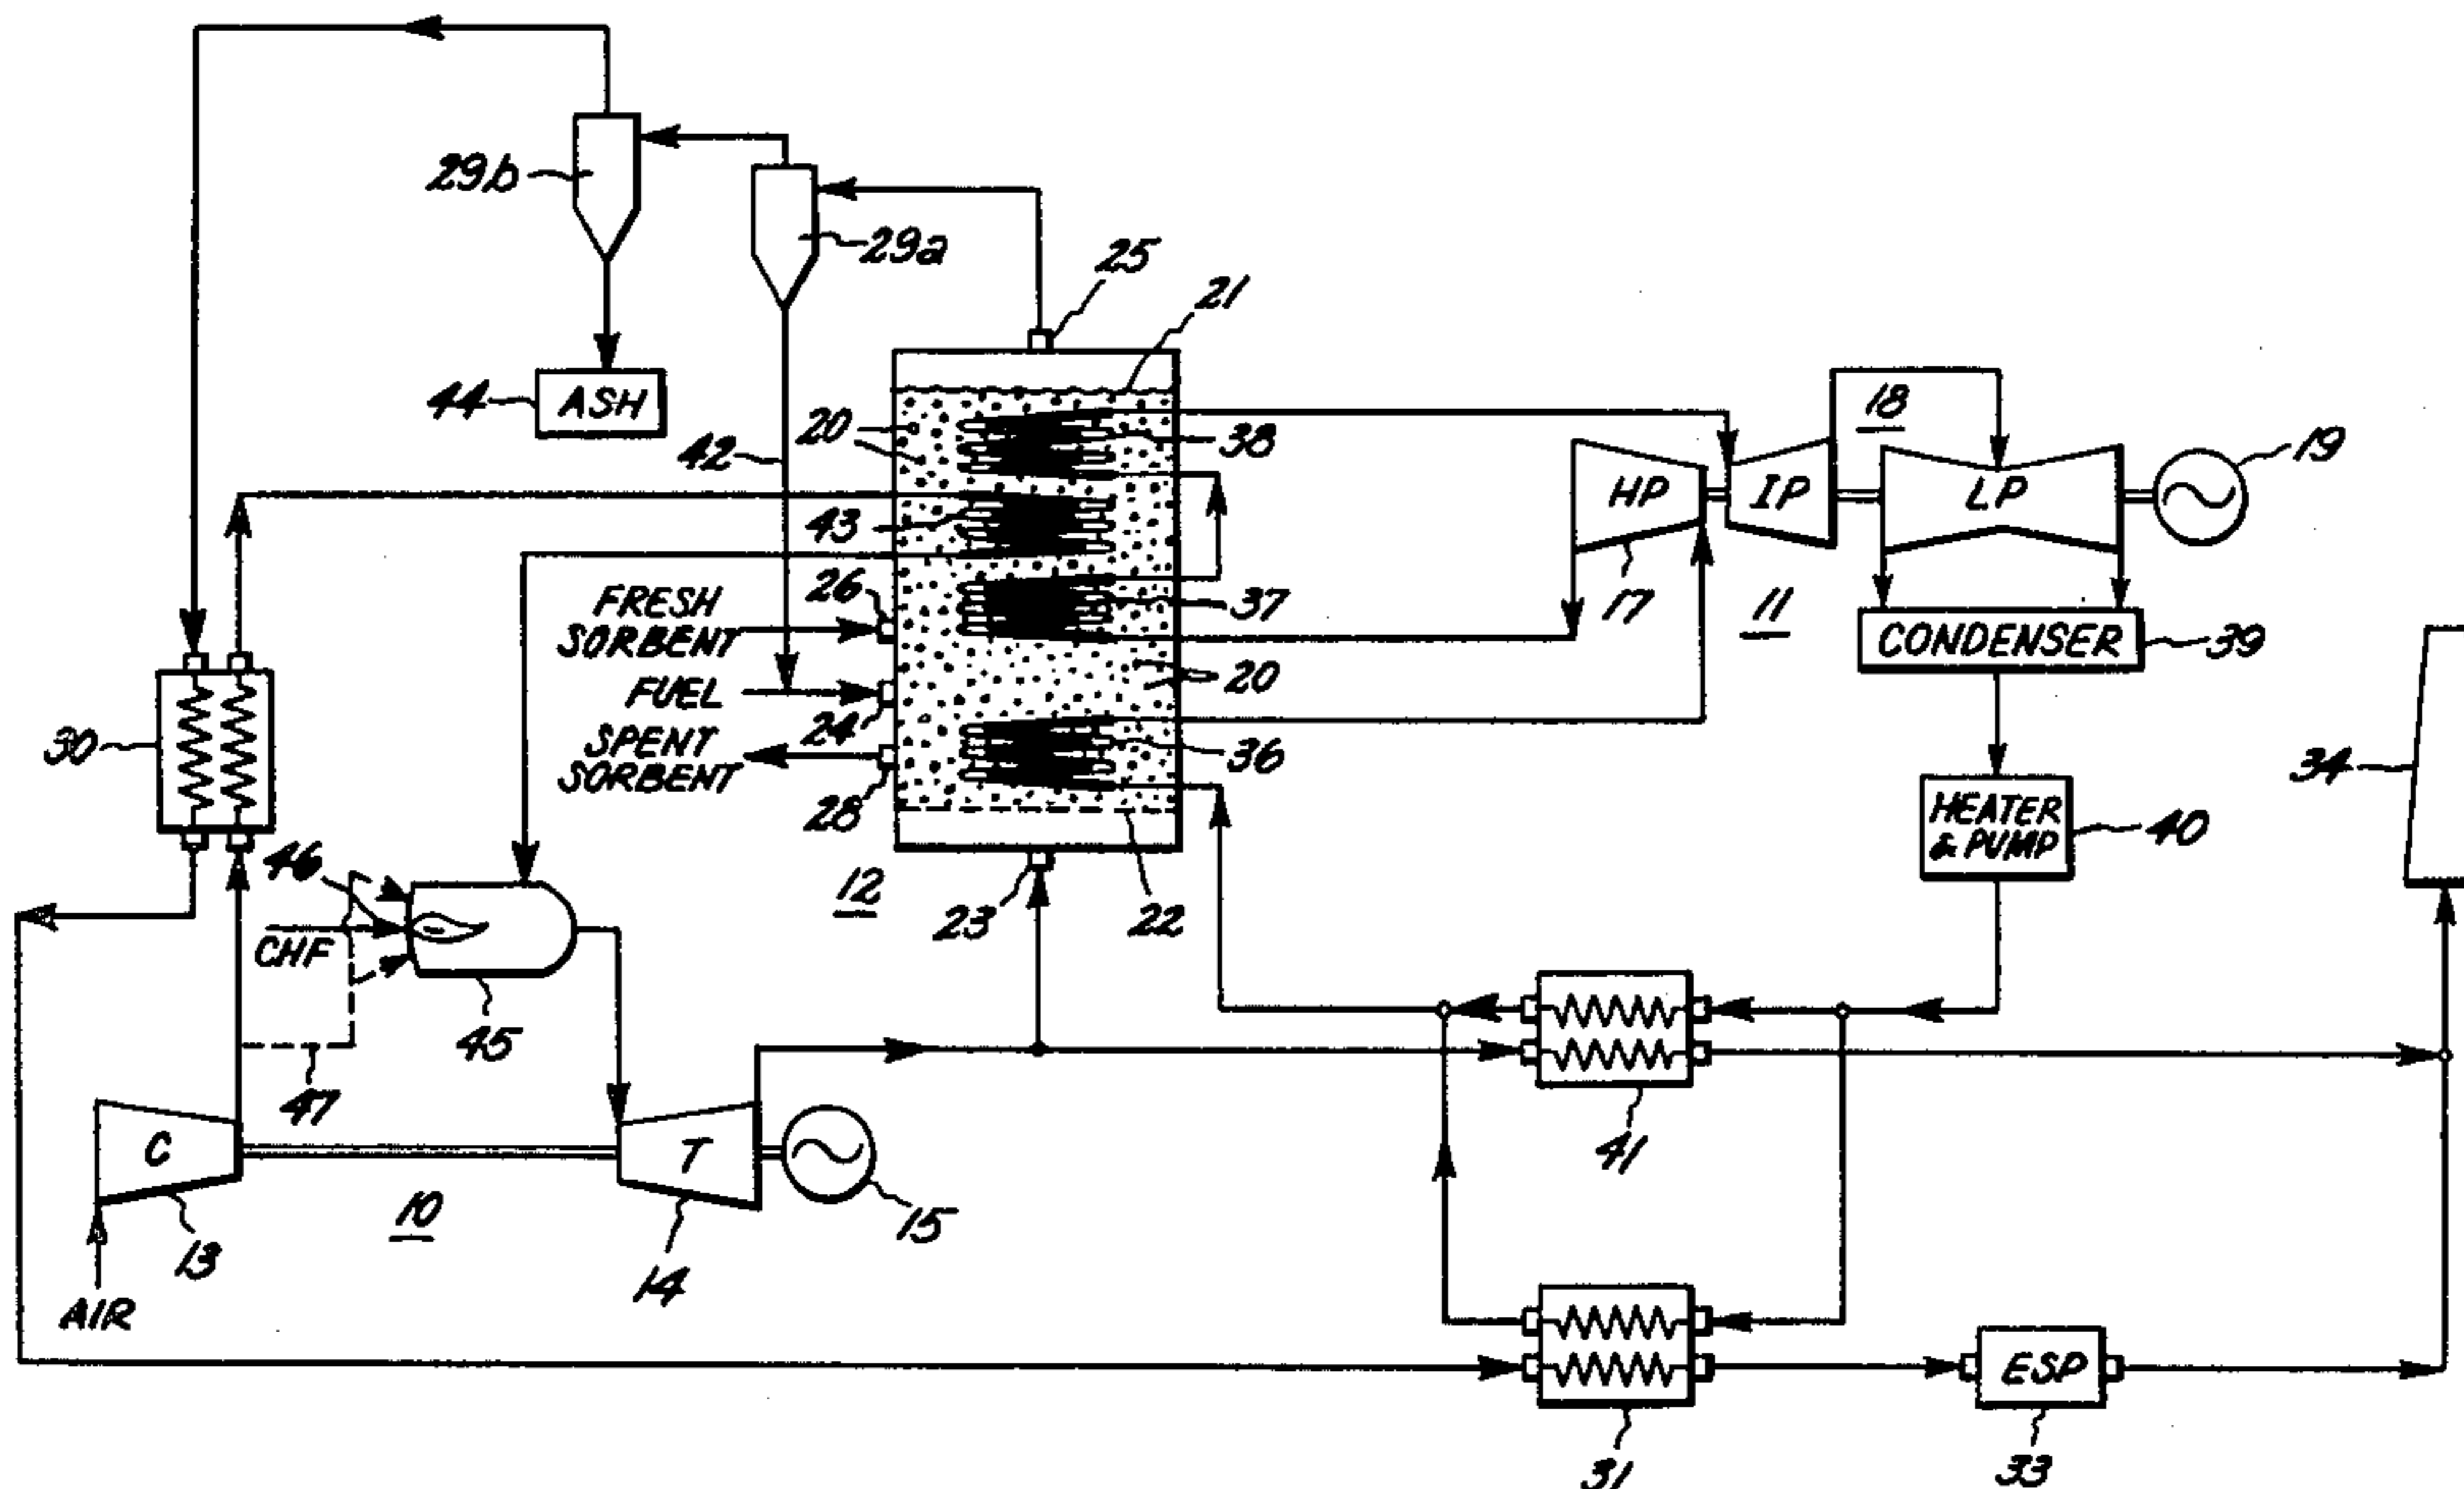 29b
29a
25
21
44
ASH
42
20
38
18
19
HP
IP
LP
43
26
FRESH
SORBENT
37
17
11
CONDENSER
39
FUEL
24
20
30
SPENT
SORBENT
28
36
34
HEATER
& PUMP
40
46
CHF
12
23
22
45
47
41
C
T
10
15
13
14
AIR
ESP
31
33